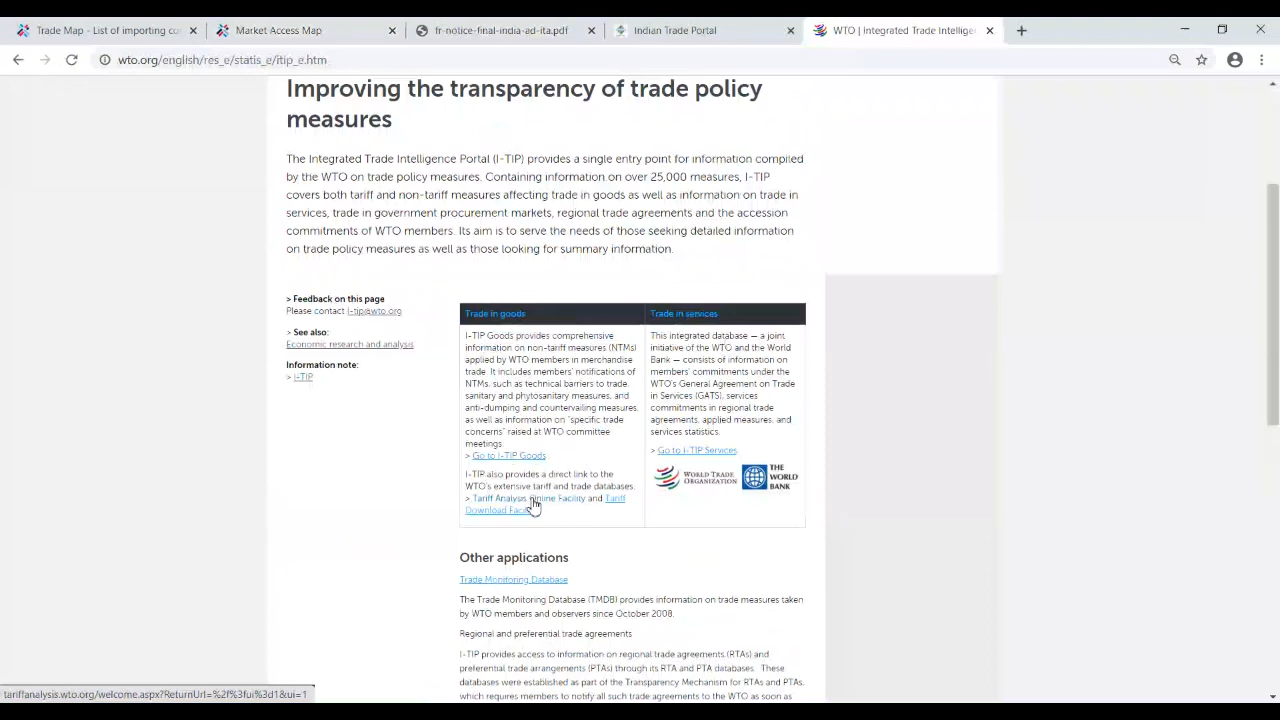 Trade Map - List of importing co
Market Access Map
fr-notice-final-india-ad-ita.pdf
Indian Trade Portal
WTO | Integrated Trade Intellige
wto.org/english/res_e/statis_e/itip_e.htm
Improving the transparency of trade policy
measures
The Integrated Trade Intelligence Portal (I-TIP) provides a single entry point for information compiled
by the WTO on trade policy measures. Containing information on over 25,000 measures, I-TIP
covers both tariff and non-tariff measures affecting trade in goods as well as information on trade in
services, trade in government procurement markets, regional trade agreements and the accession
commitments of WTO members. Its aim is to serve the needs of those seeking detailed information
on trade policy measures as well as those looking for summary information.
> Feedback on this page
Please contact i-tip@wto.org
> See also:
Economic research and analysis
Information note:
> I-TIP
Trade in goods
I-TIP Goods provides comprehensive
information on non-tariff measures (NTMs)
applied by WTO members in merchandise
trade. It includes members' notifications of
NTMs, such as technical barriers to trade,
sanitary and phytosanitary measures, and
anti-dumping and countervailing measures,
as well as information on "specific trade
concerns" raised at WTO committee
meetings.
> Go to I-TIP Goods
I-TIP also provides a direct link to the
WTO's extensive tariff and trade databases.
> Tariff Analysis Online Facility and Tariff
Download
Trade in services
This integrated database — a joint
initiative of the WTO and the World
Bank — consists of information on
members' commitments under the
WTO's General Agreement on Trade
in Services (GATS), services
commitments in regional trade
agreements, applied measures, and
services statistics.
> Go to I-TIP Services
WORLD TRADE
ORGANIZATION
THE
WORLD
BANK
Other applications
Trade Monitoring Database
The Trade Monitoring Database (TMDB) provides information on trade measures taken
by WTO members and observers since October 2008.
Regional and preferential trade agreements
I-TIP provides access to information on regional trade agreements (RTAs) and
preferential trade arrangements (PTAs) through its RTA and PTA databases. These
databases were established as part of the Transparency Mechanism for RTAs and PTAs,
which requires members to notify all such trade agreements to the WTO as soon as
tariffanalysis.wto.org/welcome.aspx?ReturnUrl=%2f%3fui%3d1&ui=1